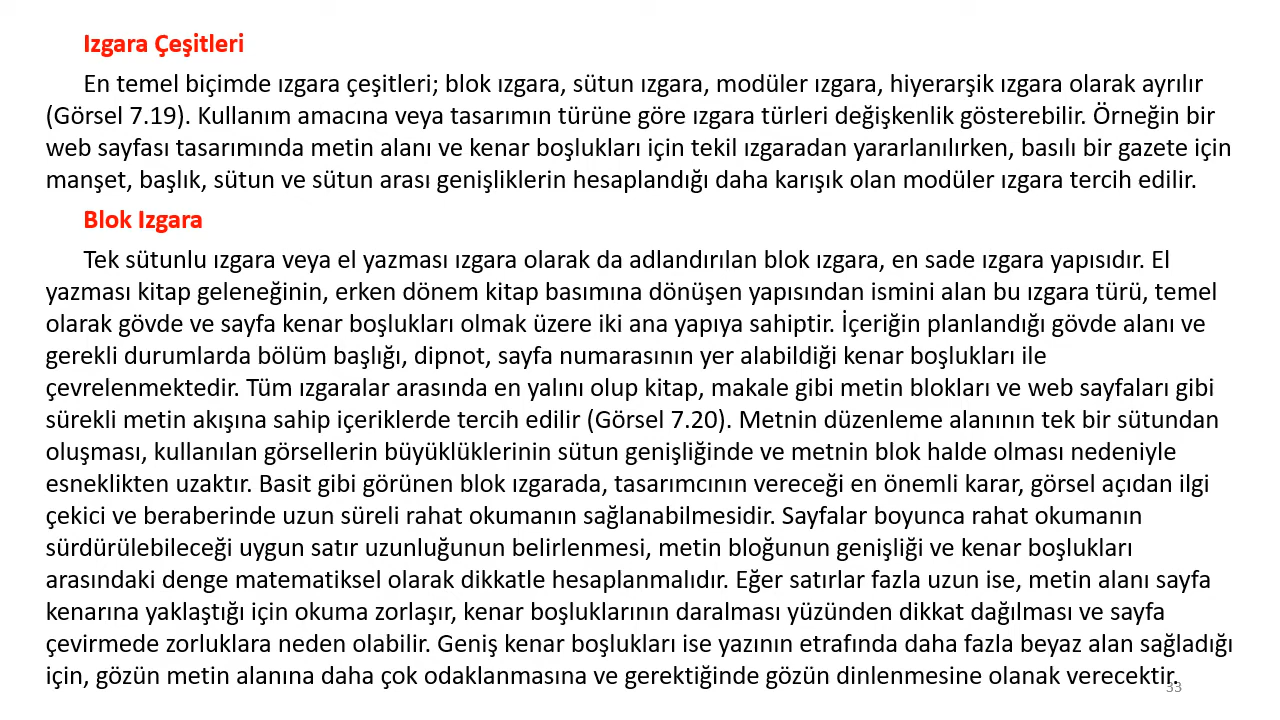 Izgara Çeşitleri
En temel biçimde ızgara çeşitleri; blok ızgara, sütun ızgara, modüler ızgara, hiyerarşik ızgara olarak ayrılır
(Görsel 7.19). Kullanım amacına veya tasarımın türüne göre ızgara türleri değişkenlik gösterebilir. Örneğin bir
web sayfası tasarımında metin alanı ve kenar boşlukları için tekil ızgaradan yararlanılırken, basılı bir gazete için
manşet, başlık, sütun ve sütun arası genişliklerin hesaplandığı daha karışık olan modüler ızgara tercih edilir.
Blok Izgara
Tek sütunlu ızgara veya el yazması ızgara olarak da adlandırılan blok ızgara, en sade ızgara yapısıdır. El
yazması kitap geleneğinin, erken dönem kitap basımına dönüşen yapısından ismini alan bu ızgara türü, temel
olarak gövde ve sayfa kenar boşlukları olmak üzere iki ana yapıya sahiptir. İçeriğin planlandığı gövde alanı ve
gerekli durumlarda bölüm başlığı, dipnot, sayfa numarasının yer alabildiği kenar boşlukları ile
çevrelenmektedir. Tüm ızgaralar arasında en yalını olup kitap, makale gibi metin blokları ve web sayfaları gibi
sürekli metin akışına sahip içeriklerde tercih edilir (Görsel 7.20). Metnin düzenleme alanının tek bir sütundan
oluşması, kullanılan görsellerin büyüklüklerinin sütun genişliğinde ve metnin blok halde olması nedeniyle
esneklikten uzaktır. Basit gibi görünen blok ızgarada, tasarımcının vereceği en önemli karar, görsel açıdan ilgi
çekici ve beraberinde uzun süreli rahat okumanın sağlanabilmesidir. Sayfalar boyunca rahat okumanın
sürdürülebileceği uygun satır uzunluğunun belirlenmesi, metin bloğunun genişliği ve kenar boşlukları
arasındaki denge matematiksel olarak dikkatle hesaplanmalıdır. Eğer satırlar fazla uzun ise, metin alanı sayfa
kenarına yaklaştığı için okuma zorlaşır, kenar boşluklarının daralması yüzünden dikkat dağılması ve sayfa
çevirmede zorluklara neden olabilir. Geniş kenar boşlukları ise yazının etrafında daha fazla beyaz alan sağladığı
için, gözün metin alanına daha çok odaklanmasına ve gerektiğinde gözün dinlenmesine olanak verecektir.
33